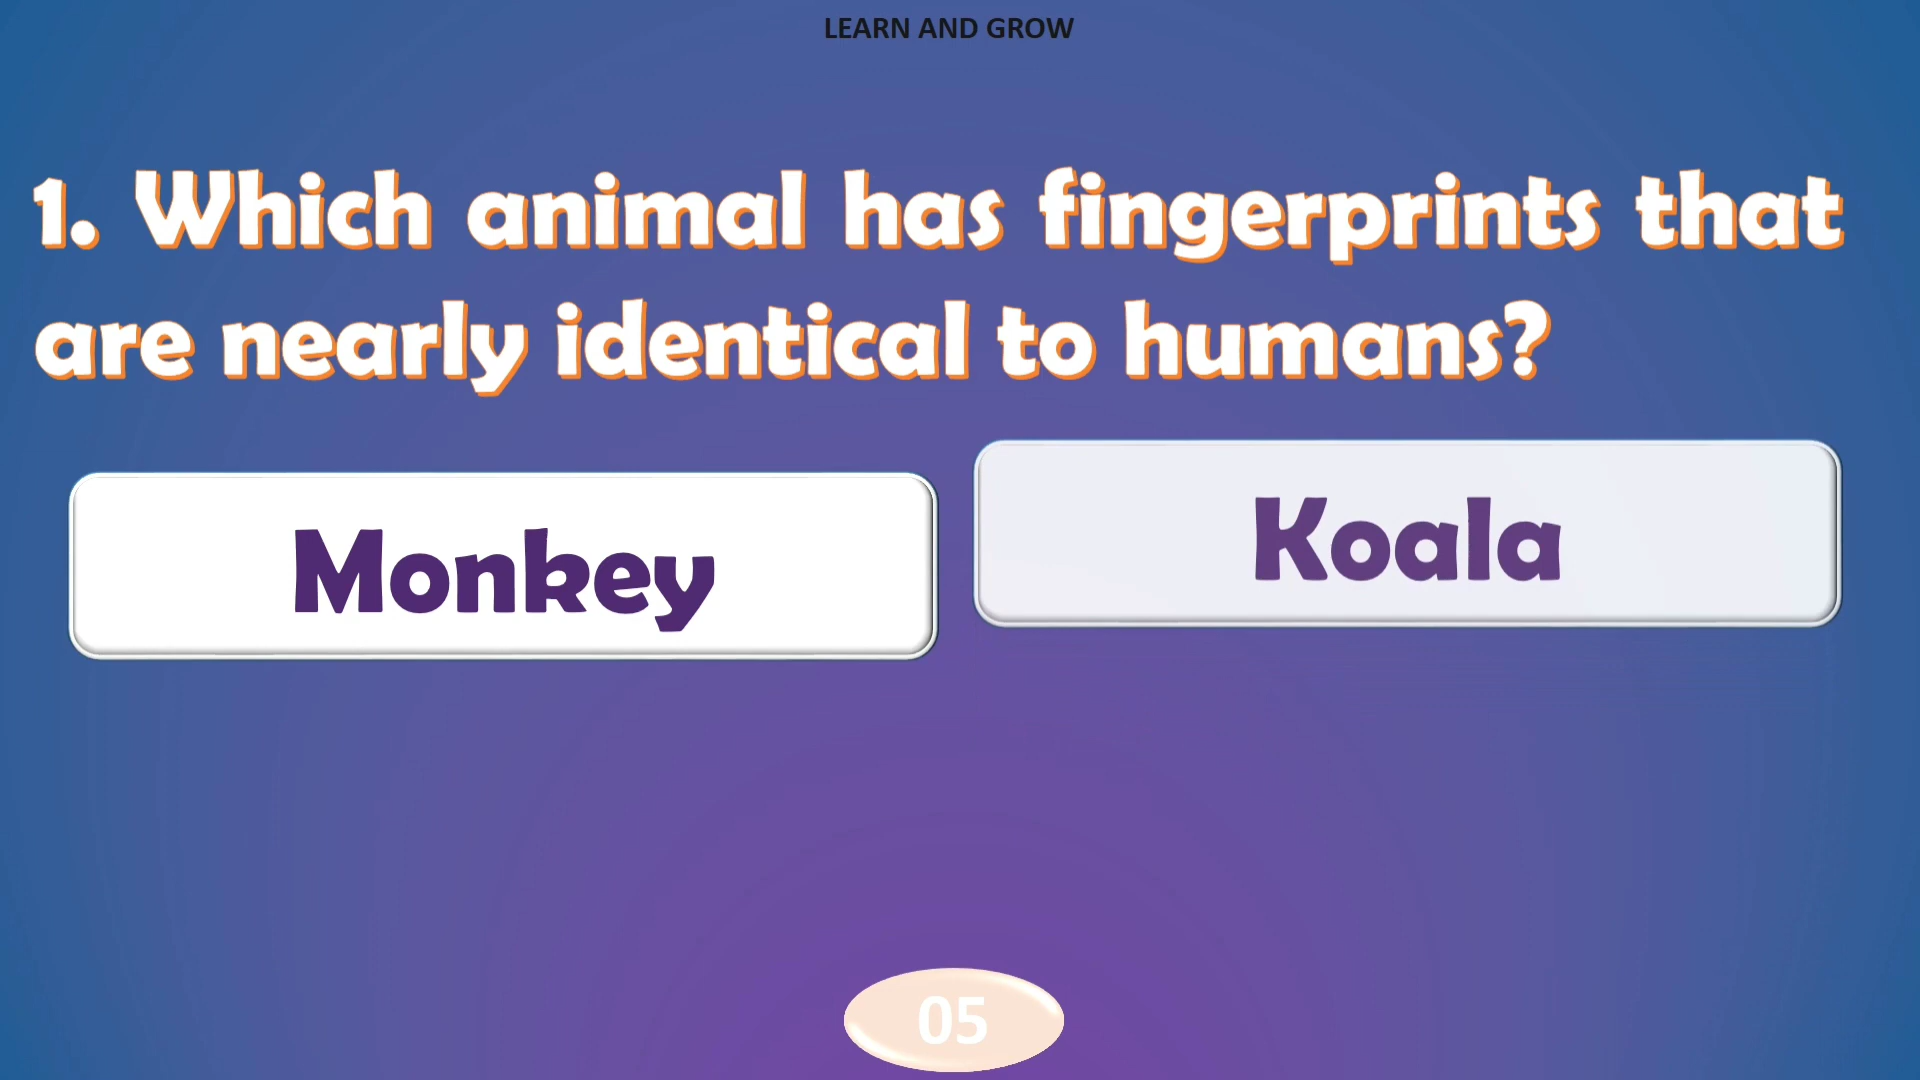 LEARN AND GROW
1. Which animal has fingerprints that
are nearly identical to humans?
Monkey
Koala
05